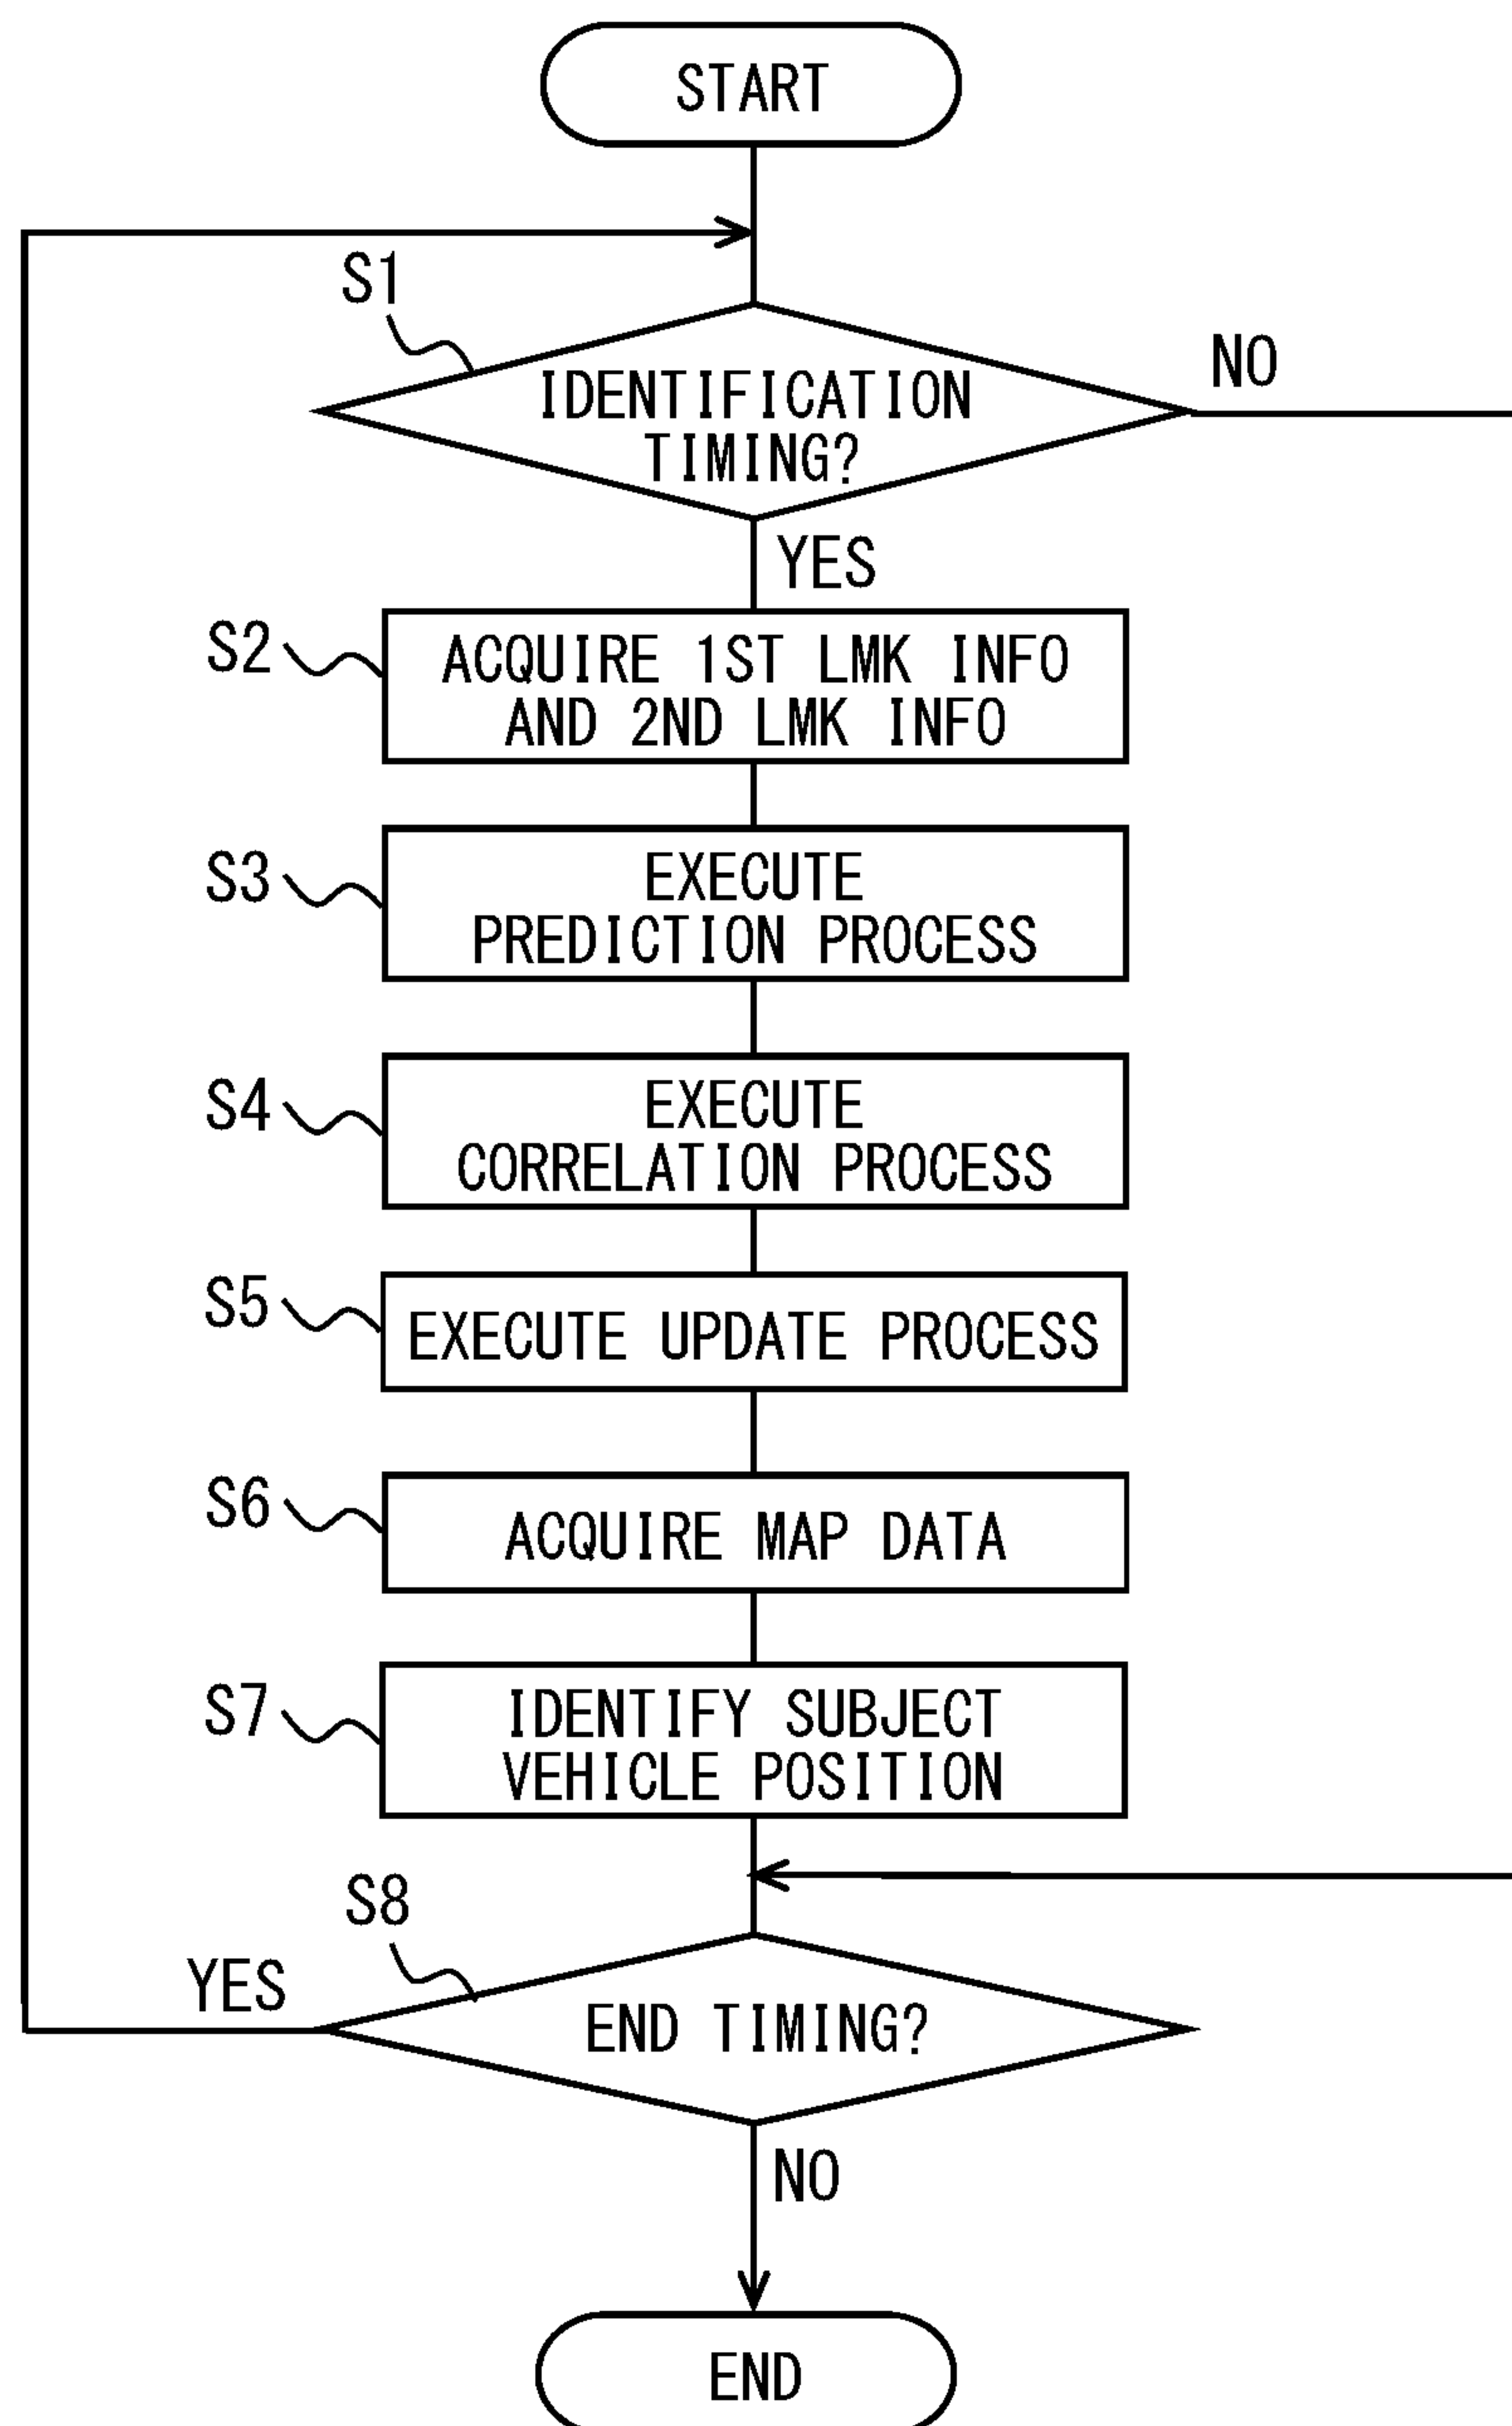 START
S1
IDENTIFICATION
TIMING?
NO
YES
S2
ACQUIRE 1ST LMK INFO
AND 2ND LMK INFO
S3
EXECUTE
PREDICTION PROCESS
S4
EXECUTE
CORRELATION PROCESS
S5
EXECUTE UPDATE PROCESS
S6
ACQUIRE MAP DATA
S7
IDENTIFY SUBJECT
VEHICLE POSITION
S8
YES
END TIMING?
NO
END